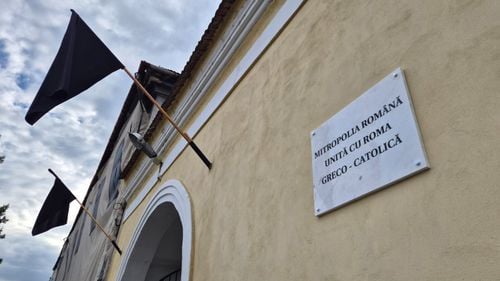 MITROPOLIA ROMÂNĂ
UNITĂ CU ROMA
GRECO - CATOLICĂ